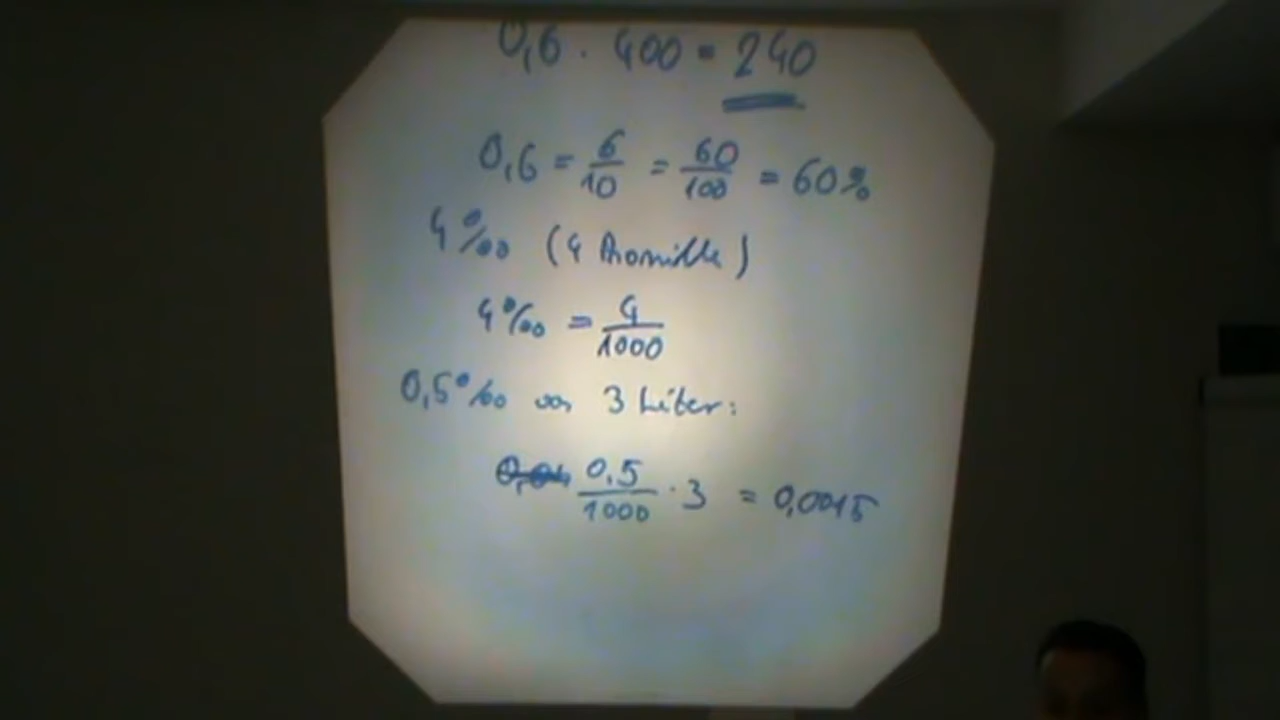 0,6 · 400 = 240
0,6 = 6/10 = 60/100 = 60%
4‰ (4 Promille)
4‰ = 4/1000
0,5‰ von 3 Liter:
0,5/1000 · 3 = 0,0015